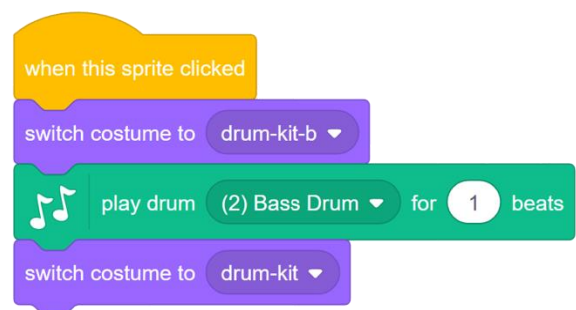 when this sprite clicked
switch costume to drum-kit-b
play drum (2) Bass Drum for 1 beats
switch costume to drum-kit